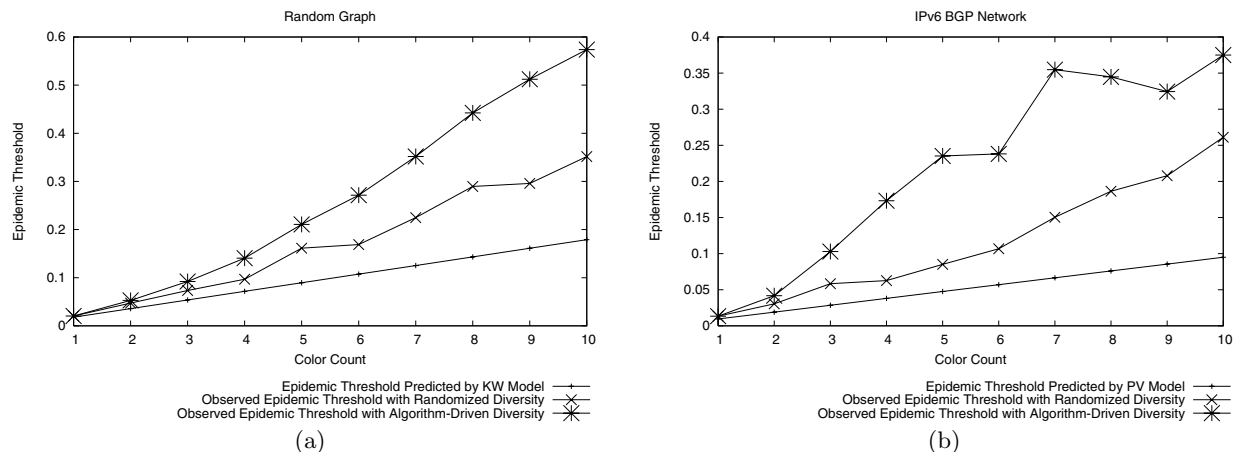 Random Graph
0.6
0.5
0.4
0.3
0.2
0.1
0
Epidemic Threshold
1 2 3 4 5 6 7 8 9 10
Color Count
Epidemic Threshold Predicted by KW Model
Observed Epidemic Threshold with Randomized Diversity
Observed Epidemic Threshold with Algorithm-Driven Diversity
(a)
IPv6 BGP Network
0.4
0.35
0.3
0.25
0.2
0.15
0.1
0.05
0
Epidemic Threshold
1 2 3 4 5 6 7 8 9 10
Color Count
Epidemic Threshold Predicted by PV Model
Observed Epidemic Threshold with Randomized Diversity
Observed Epidemic Threshold with Algorithm-Driven Diversity
(b)